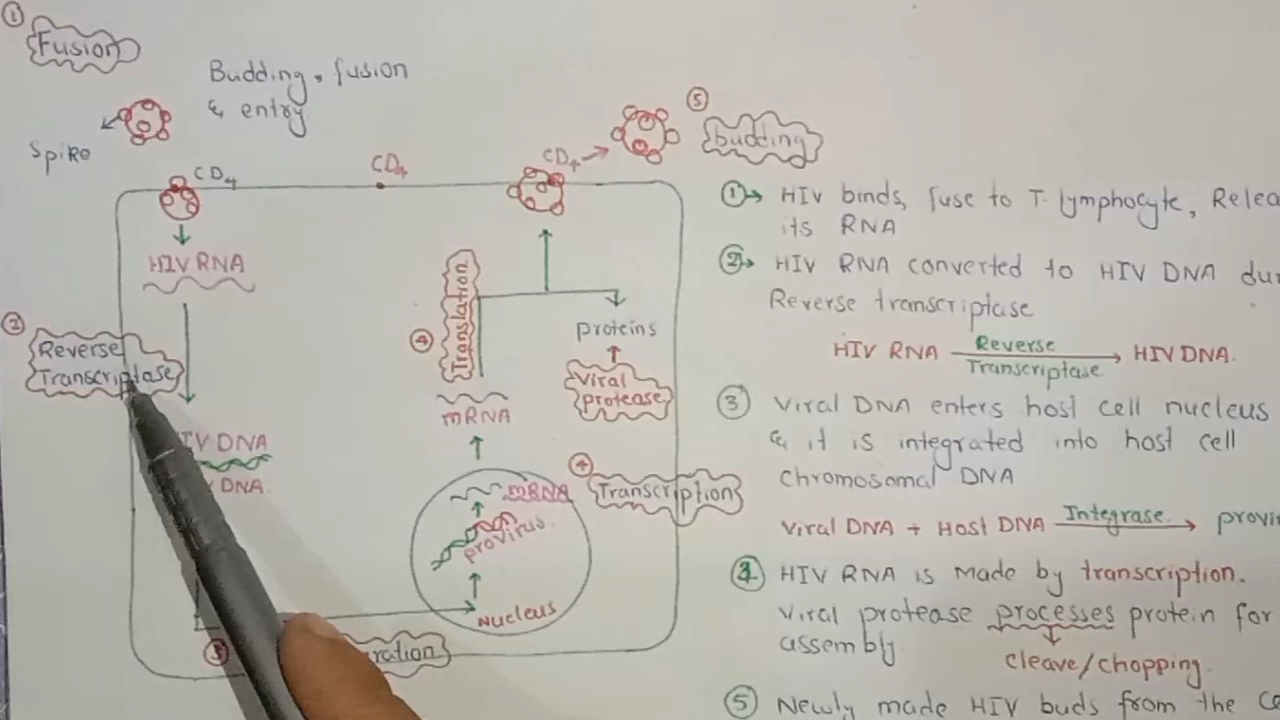 ①
Fusion
Budding, fusion
& entry
Spike
CD4
CD4
CD4
⑤
budding
HIV RNA
②
Reverse
Transcriptase
DNA
DNA.
③
④
Translation
mRNA
proteins
Viral
protease
④
Transcription
mRNA
provirus.
Nucleus
①→ HIV binds, fuse to T. lymphocyte,
its RNA
②→ HIV RNA converted to HIV DNA
Reverse transcriptase
HIV RNA Reverse Transcriptase. → HIV DNA.
③ Viral DNA enters host cell nucleus
& it is integrated into host cell
chromosomal DNA
Viral DNA + Host DNA Integrase. →
④ HIV RNA is made by transcription.
Viral protease processes protein for
assembly
cleave/chopping.
⑤ Newly made HIV buds from the